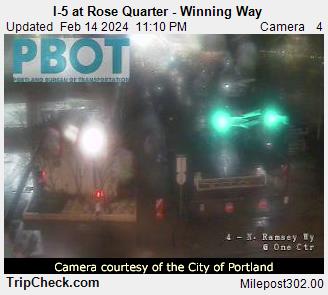 I-5 at Rose Quarter - Winning Way
Updated Feb 14 2024 11:10 PM Camera 4
PBOT
PORTLAND BUREAU OF TRANSPORTATION
4 - N. Ramsey Wy
@ One Ctr
Camera courtesy of the City of Portland
TripCheck.com Milepost302.00